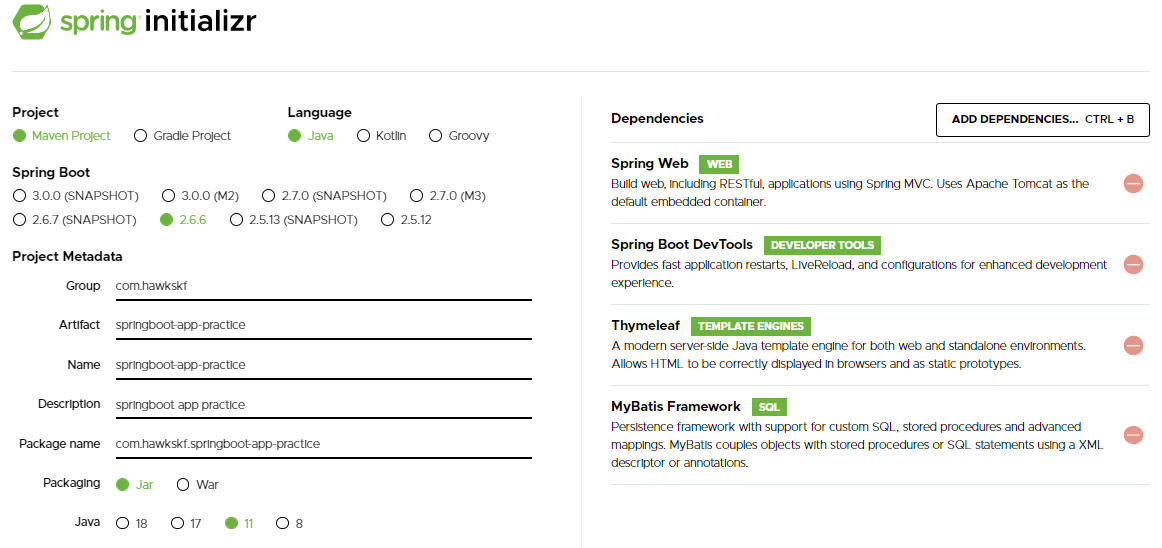 spring initializr
Project
Maven Project Gradle Project
Language
Java Kotlin Groovy
Spring Boot
3.0.0 (SNAPSHOT) 3.0.0 (M2) 2.7.0 (SNAPSHOT) 2.7.0 (M3)
2.6.7 (SNAPSHOT) 2.6.6 2.5.13 (SNAPSHOT) 2.5.12
Project Metadata
Group com.hawkskf
Artifact springboot-app-practice
Name springboot-app-practice
Description springboot app practice
Package name com.hawkskf.springboot-app-practice
Packaging Jar War
Java 18 17 11 8
Dependencies ADD DEPENDENCIES... CTRL + B
Spring Web WEB
Build web, including RESTful, applications using Spring MVC. Uses Apache Tomcat as the
default embedded container.
Spring Boot DevTools DEVELOPER TOOLS
Provides fast application restarts, LiveReload, and configurations for enhanced development
experience.
Thymeleaf TEMPLATE ENGINES
A modern server-side Java template engine for both web and standalone environments.
Allows HTML to be correctly displayed in browsers and as static prototypes.
MyBatis Framework SQL
Persistence framework with support for custom SQL, stored procedures and advanced
mappings. MyBatis couples objects with stored procedures or SQL statements using a XML
descriptor or annotations.